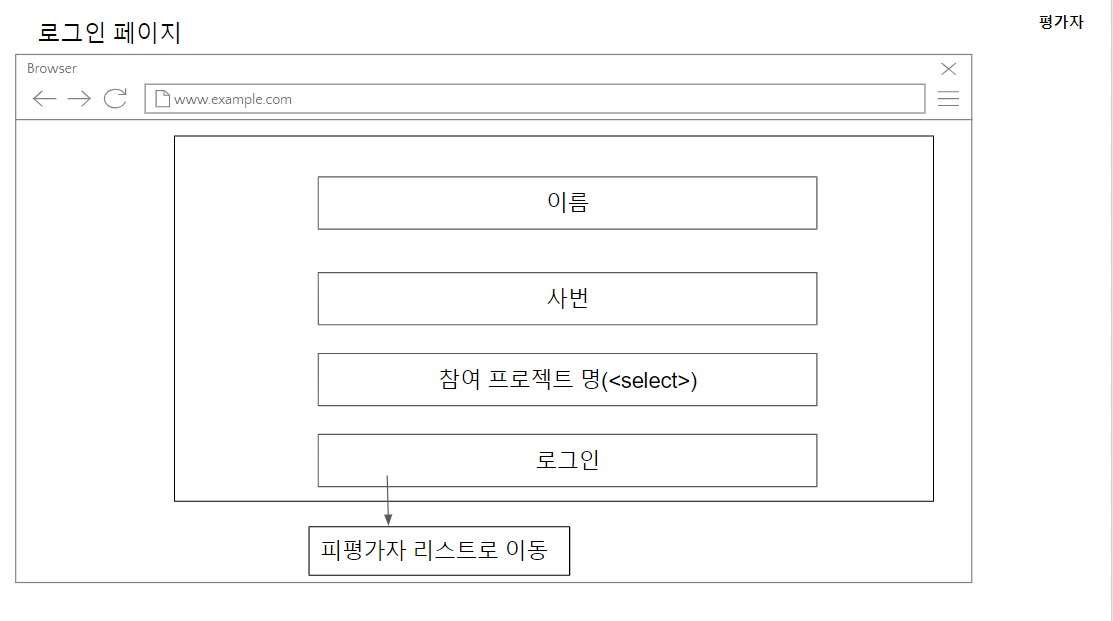 로그인 페이지
평가자
Browser
www.example.com
이름
사번
참여 프로젝트 명(<select>)
로그인
피평가자 리스트로 이동